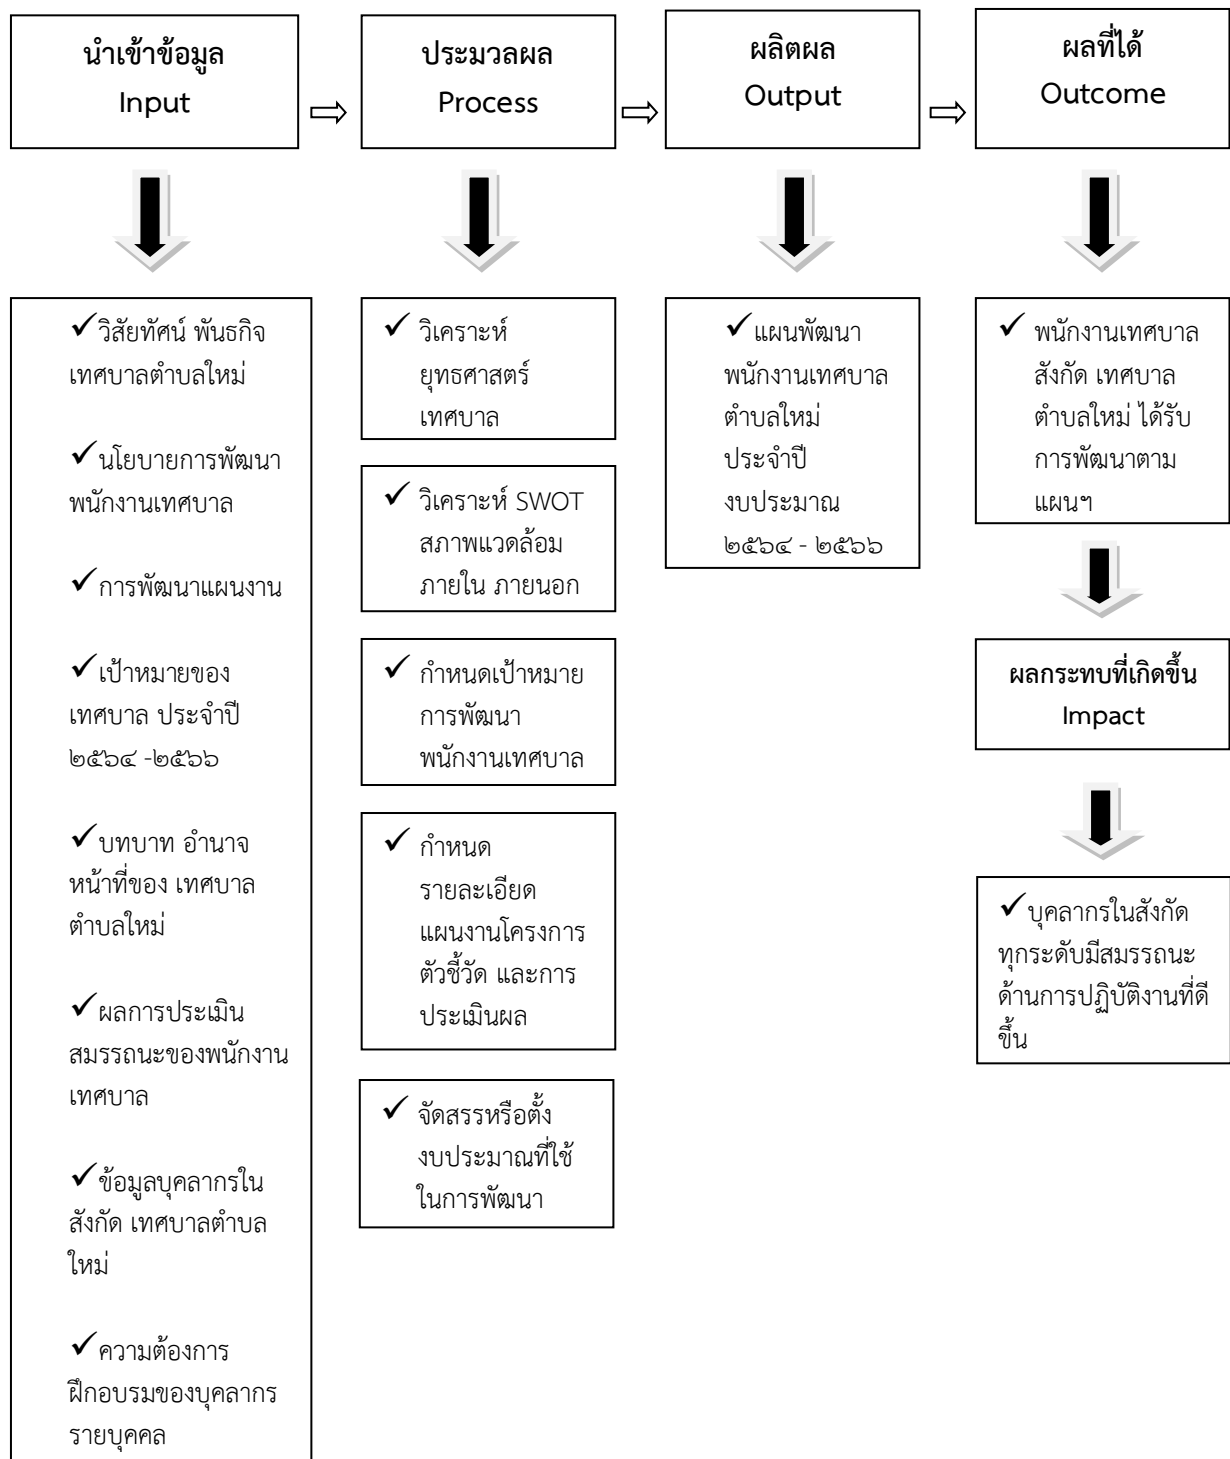 นำเข้าข้อมูล
Input
ประมวลผล
Process
ผลิตผล
Output
ผลที่ได้
Outcome
✓วิสัยทัศน์ พันธกิจ
เทศบาลตำบลใหม่
✓นโยบายการพัฒนา
พนักงานเทศบาล
✓การพัฒนาแผนงาน
✓เป้าหมายของ
เทศบาล ประจำปี
๒๕๖๔ -๒๕๖๖
✓บทบาท อำนาจ
หน้าที่ของ เทศบาล
ตำบลใหม่
✓ผลการประเมิน
สมรรถนะของพนักงาน
เทศบาล
✓ข้อมูลบุคลากรใน
สังกัด เทศบาลตำบล
ใหม่
✓ความต้องการ
ฝึกอบรมของบุคลากร
รายบุคคล
✓ วิเคราะห์
ยุทธศาสตร์
เทศบาล
✓ วิเคราะห์ SWOT
สภาพแวดล้อม
ภายใน ภายนอก
✓ กำหนดเป้าหมาย
การพัฒนา
พนักงานเทศบาล
✓ กำหนด
รายละเอียด
แผนงานโครงการ
ตัวชี้วัด และการ
ประเมินผล
✓ จัดสรรหรือตั้ง
งบประมาณที่ใช้
ในการพัฒนา
✓แผนพัฒนา
พนักงานเทศบาล
ตำบลใหม่
ประจำปี
งบประมาณ
๒๕๖๔ - ๒๕๖๖
✓ พนักงานเทศบาล
สังกัด เทศบาล
ตำบลใหม่ ได้รับ
การพัฒนาตาม
แผนฯ
ผลกระทบที่เกิดขึ้น
Impact
✓บุคลากรในสังกัด
ทุกระดับมีสมรรถนะ
ด้านการปฏิบัติงานที่ดี
ขึ้น